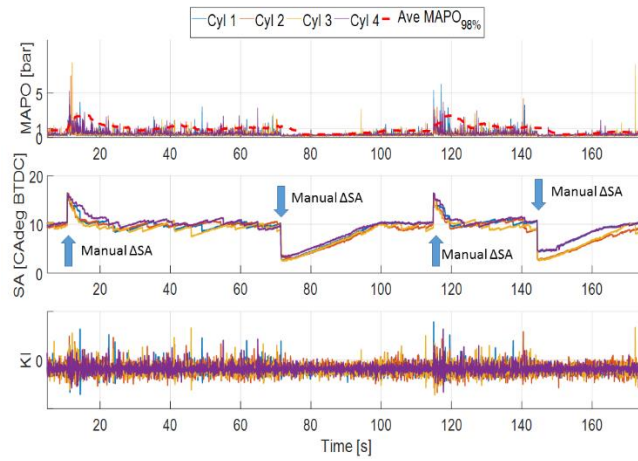 Cyl 1 Cyl 2 Cyl 3 Cyl 4 Ave MAPO98%
MAPO [bar]
5
1
0
20 40 60 80 100 120 140 160
SA [CAdeg BTDC]
20
10
0
Manual ΔSA
Manual ΔSA
Manual ΔSA
Manual ΔSA
20 40 60 80 100 120 140 160
KI
0
20 40 60 80 100 120 140 160
Time [s]